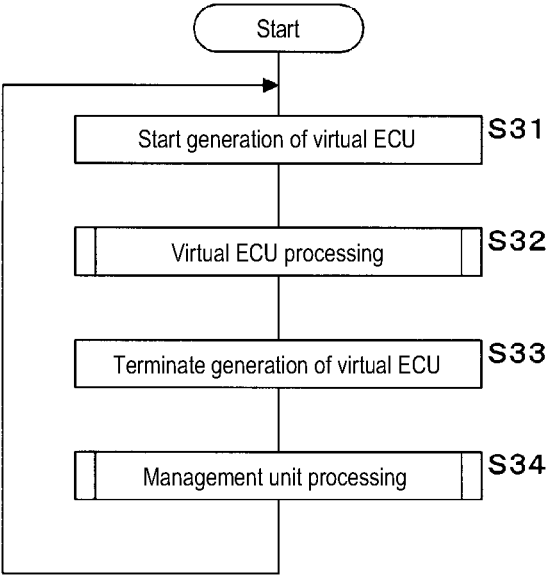 Start
Start generation of virtual ECU
S31
Virtual ECU processing
S32
Terminate generation of virtual ECU
S33
Management unit processing
S34